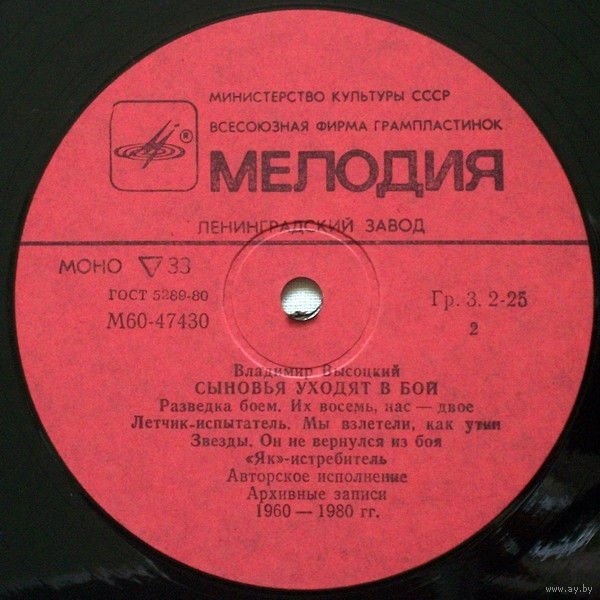 МИНИСТЕРСТВО КУЛЬТУРЫ СССР
ВСЕСОЮЗНАЯ ФИРМА ГРАМПЛАСТИНОК
®
МЕЛОДИЯ
ЛЕНИНГРАДСКИЙ ЗАВОД
МОНО 33
ГОСТ 5289-80
М60-47430
Гр. 3. 2-25
2
Владимир Высоцкий
СЫНОВЬЯ УХОДЯТ В БОЙ
Разведка боем. Их восемь, нас — двое
Летчик-испытатель. Мы взлетели, как утки
Звезды. Он не вернулся из боя
«Як»-истребитель
Авторское исполнение
Архивные записи
1960 — 1980 гг.
www.ay.by